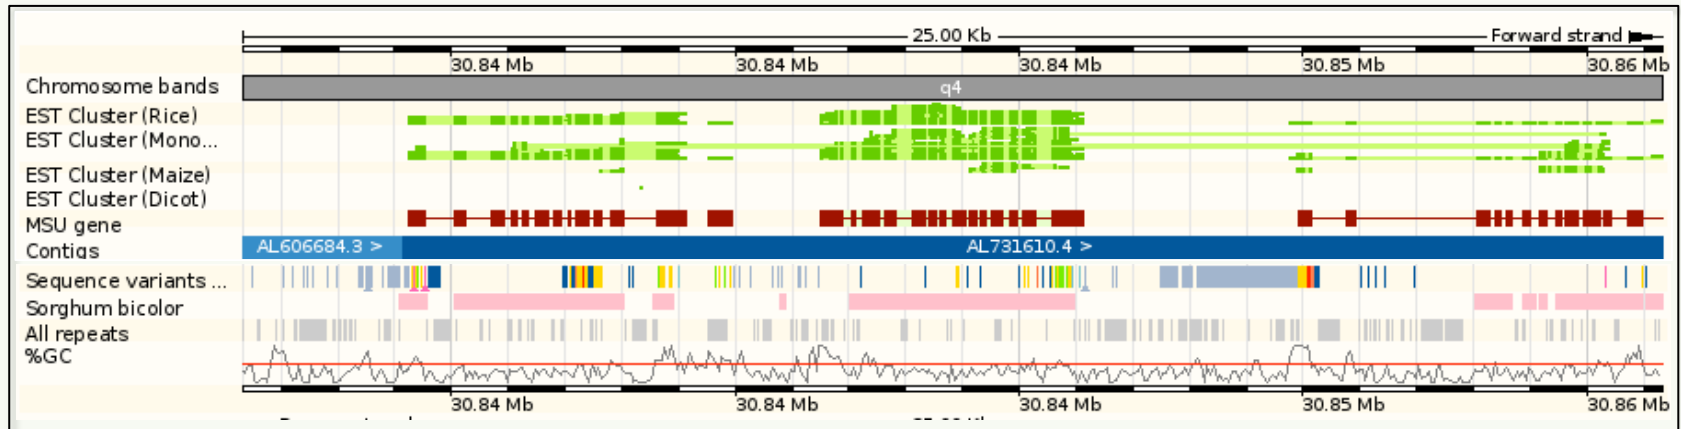 25.00 Kb Forward strand
30.84 Mb 30.84 Mb 30.84 Mb 30.85 Mb 30.86 Mb
Chromosome bands q4
EST Cluster (Rice)
EST Cluster (Mono...
EST Cluster (Maize)
EST Cluster (Dicot)
MSU gene
Contigs AL606684.3 > AL731610.4 >
Sequence variants ...
Sorghum bicolor
All repeats
%GC
30.84 Mb 30.84 Mb 30.84 Mb 30.85 Mb 30.86 Mb